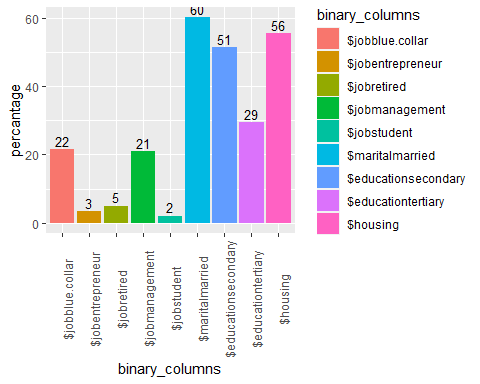 percantage
60
40
20
0
22
3
5
21
2
60
51
29
56
$jobblue.collar
$jobentrepreneur
$jobretired
$jobmanagement
$jobstudent
$maritalmarried
$educationsecondary
$educationtertiary
$housing
binary_columns
binary_columns
$jobblue.collar
$jobentrepreneur
$jobretired
$jobmanagement
$jobstudent
$maritalmarried
$educationsecondary
$educationtertiary
$housing